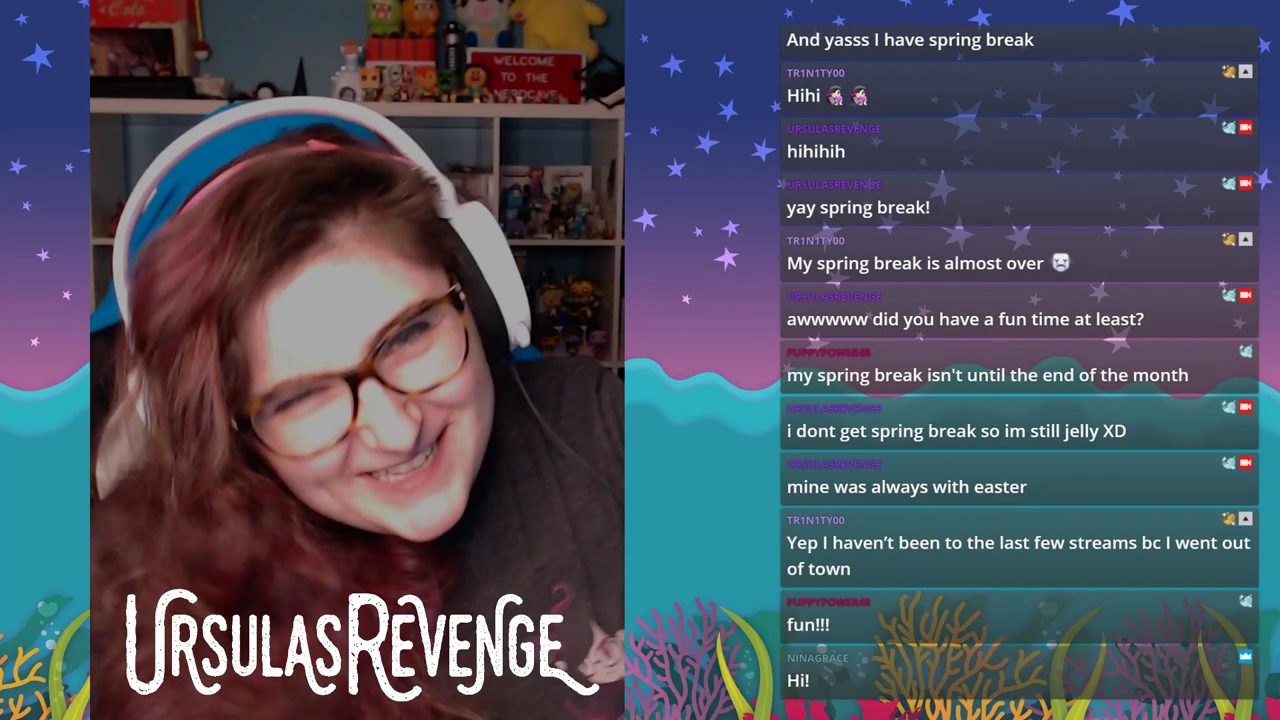 Cola
WELCOME
TO THE
NERDCAVE
URSULASREVENGE
And yasss I have spring break
TR1N1TY00
Hihi
URSULASREVENGE
hihihih
URSULASREVENGE
yay spring break!
TR1N1TY00
My spring break is almost over
URSULASREVENGE
awwwww did you have a fun time at least?
PUPPYPOWER48
my spring break isn't until the end of the month
URSULASREVENGE
i dont get spring break so im still jelly XD
URSULASREVENGE
mine was always with easter
TR1N1TY00
Yep I haven’t been to the last few streams bc I went out
of town
PUPPYPOWER48
fun!!!
NINAGRACE
Hi!